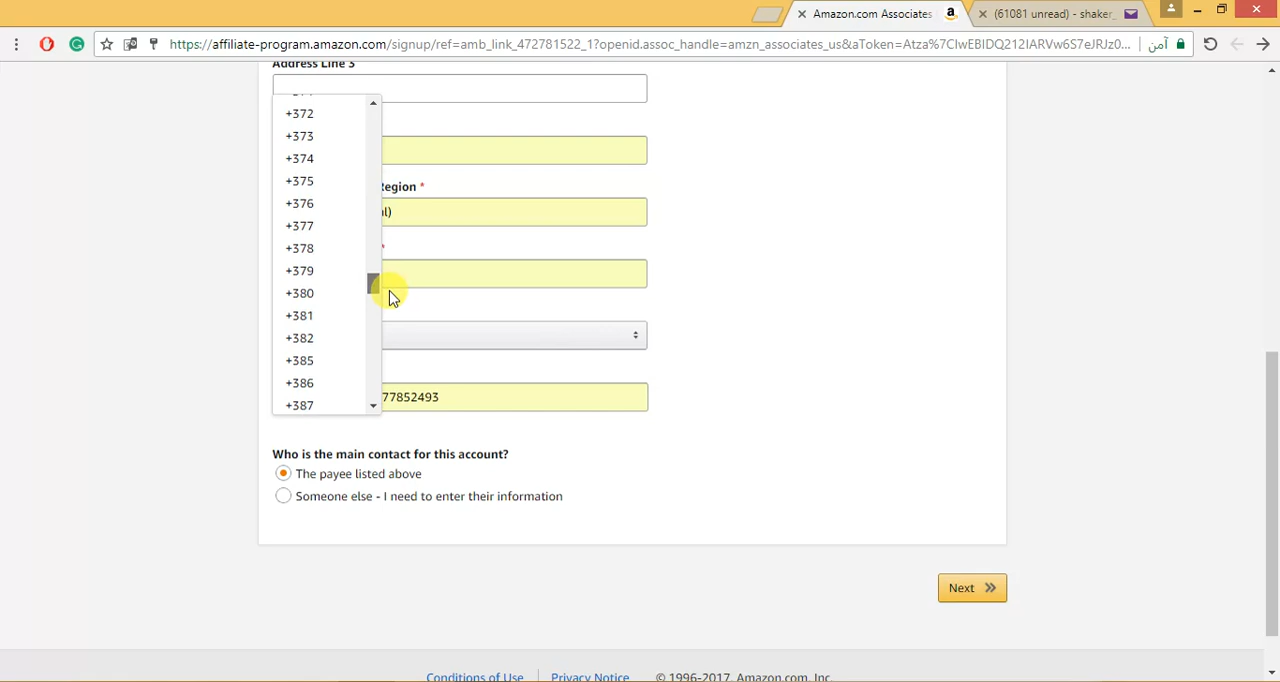 Amazon.com Associates
(61081 unread) - shaker_
https://affiliate-program.amazon.com/signup/ref=amb_link_472781522_1?openid.assoc_handle=amzn_associates_us&aToken=Atza%7CIwEBIDQ212IARVw6S7eJRJz0...
آمن
Address Line 3
+372
+373
+374
+375
Region *
+376
al)
+377
+378
*
+379
+380
+381
+382
+385
+386
+387
77852493
Who is the main contact for this account?
The payee listed above
Someone else - I need to enter their information
Next
Conditions of Use
Privacy Notice
© 1996-2017, Amazon.com, Inc.